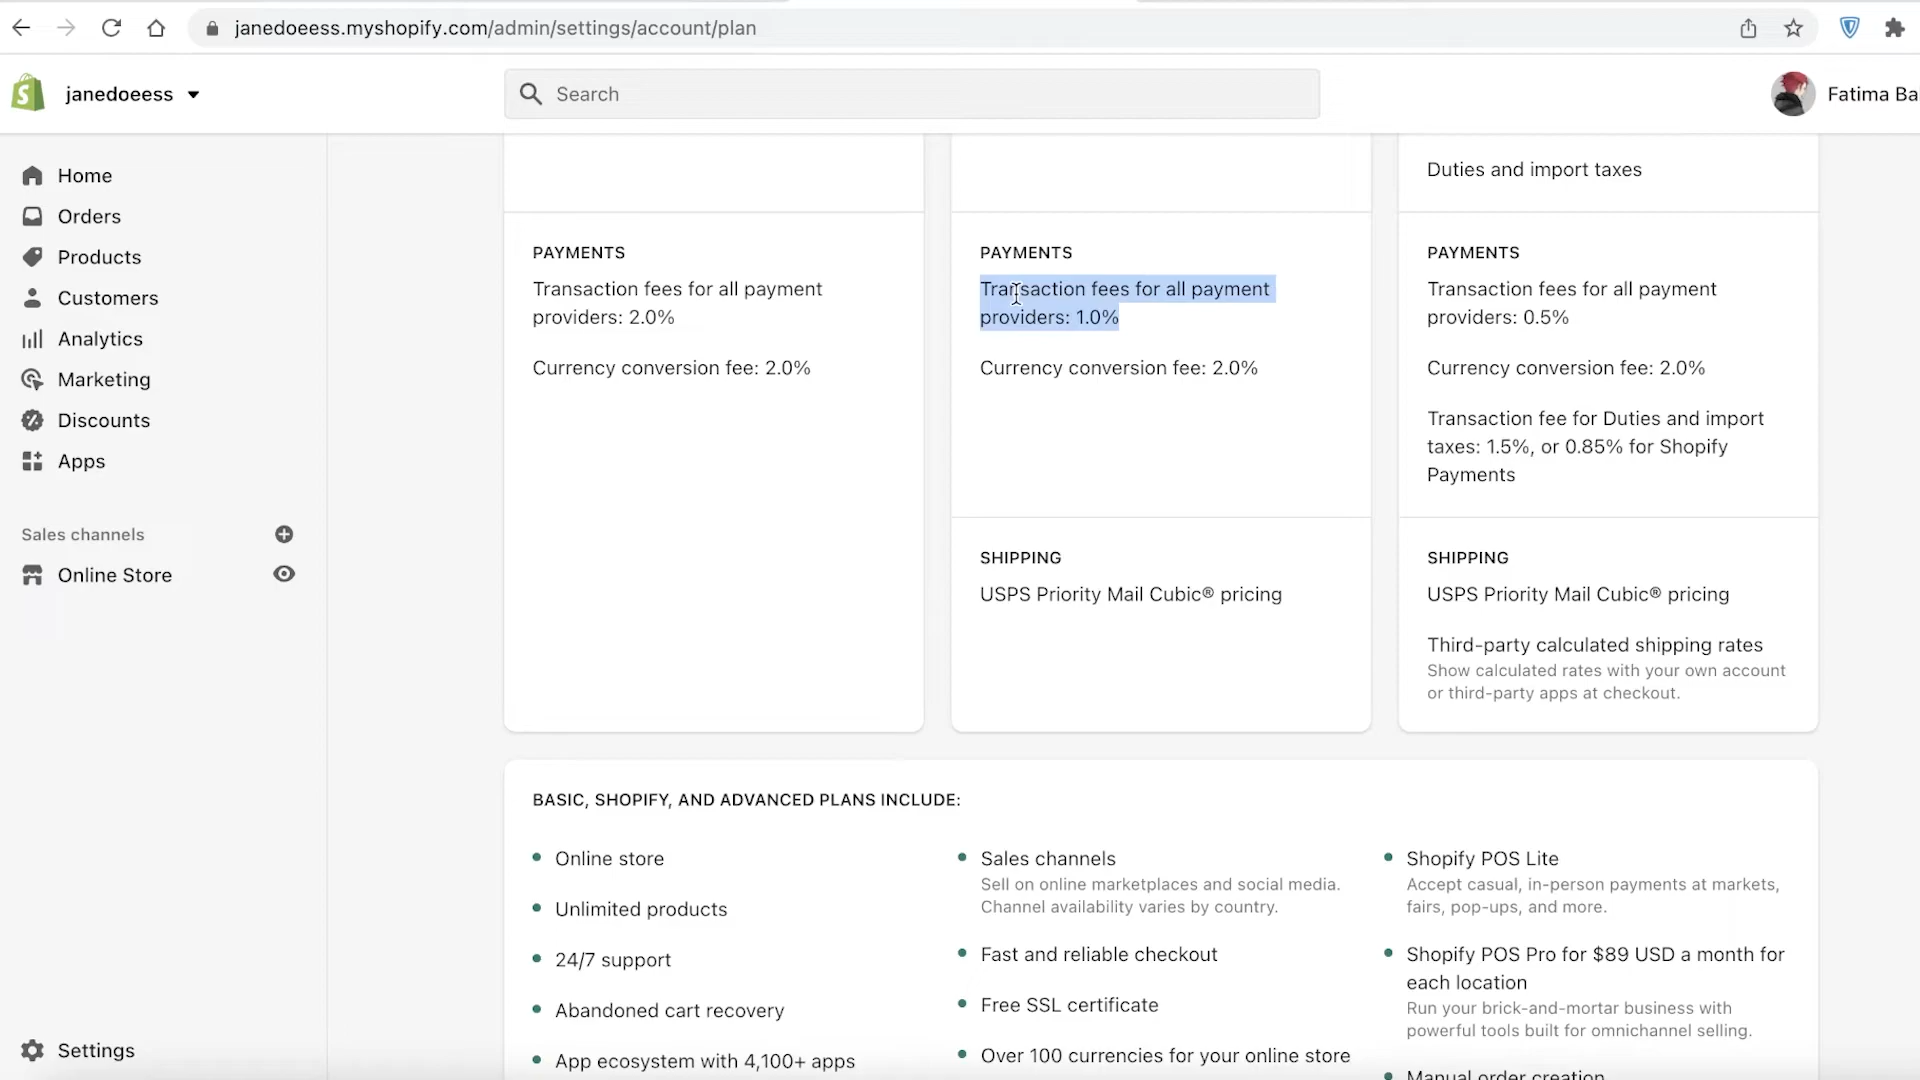 janedoeess.myshopify.com/admin/settings/account/plan
janedoeess
Search
Fatima Ba
Home
Orders
Products
Customers
Analytics
Marketing
Discounts
Apps
Sales channels
Online Store
Settings
PAYMENTS
Transaction fees for all payment
providers: 2.0%
Currency conversion fee: 2.0%
PAYMENTS
Transaction fees for all payment
providers: 1.0%
Currency conversion fee: 2.0%
SHIPPING
USPS Priority Mail Cubic® pricing
Duties and import taxes
PAYMENTS
Transaction fees for all payment
providers: 0.5%
Currency conversion fee: 2.0%
Transaction fee for Duties and import
taxes: 1.5%, or 0.85% for Shopify
Payments
SHIPPING
USPS Priority Mail Cubic® pricing
Third-party calculated shipping rates
Show calculated rates with your own account
or third-party apps at checkout.
BASIC, SHOPIFY, AND ADVANCED PLANS INCLUDE:
Online store
Unlimited products
24/7 support
Abandoned cart recovery
App ecosystem with 4,100+ apps
Sales channels
Sell on online marketplaces and social media.
Channel availability varies by country.
Fast and reliable checkout
Free SSL certificate
Over 100 currencies for your online store
Shopify POS Lite
Accept casual, in-person payments at markets,
fairs, pop-ups, and more.
Shopify POS Pro for $89 USD a month for
each location
Run your brick-and-mortar business with
powerful tools built for omnichannel selling.
Manual order creation